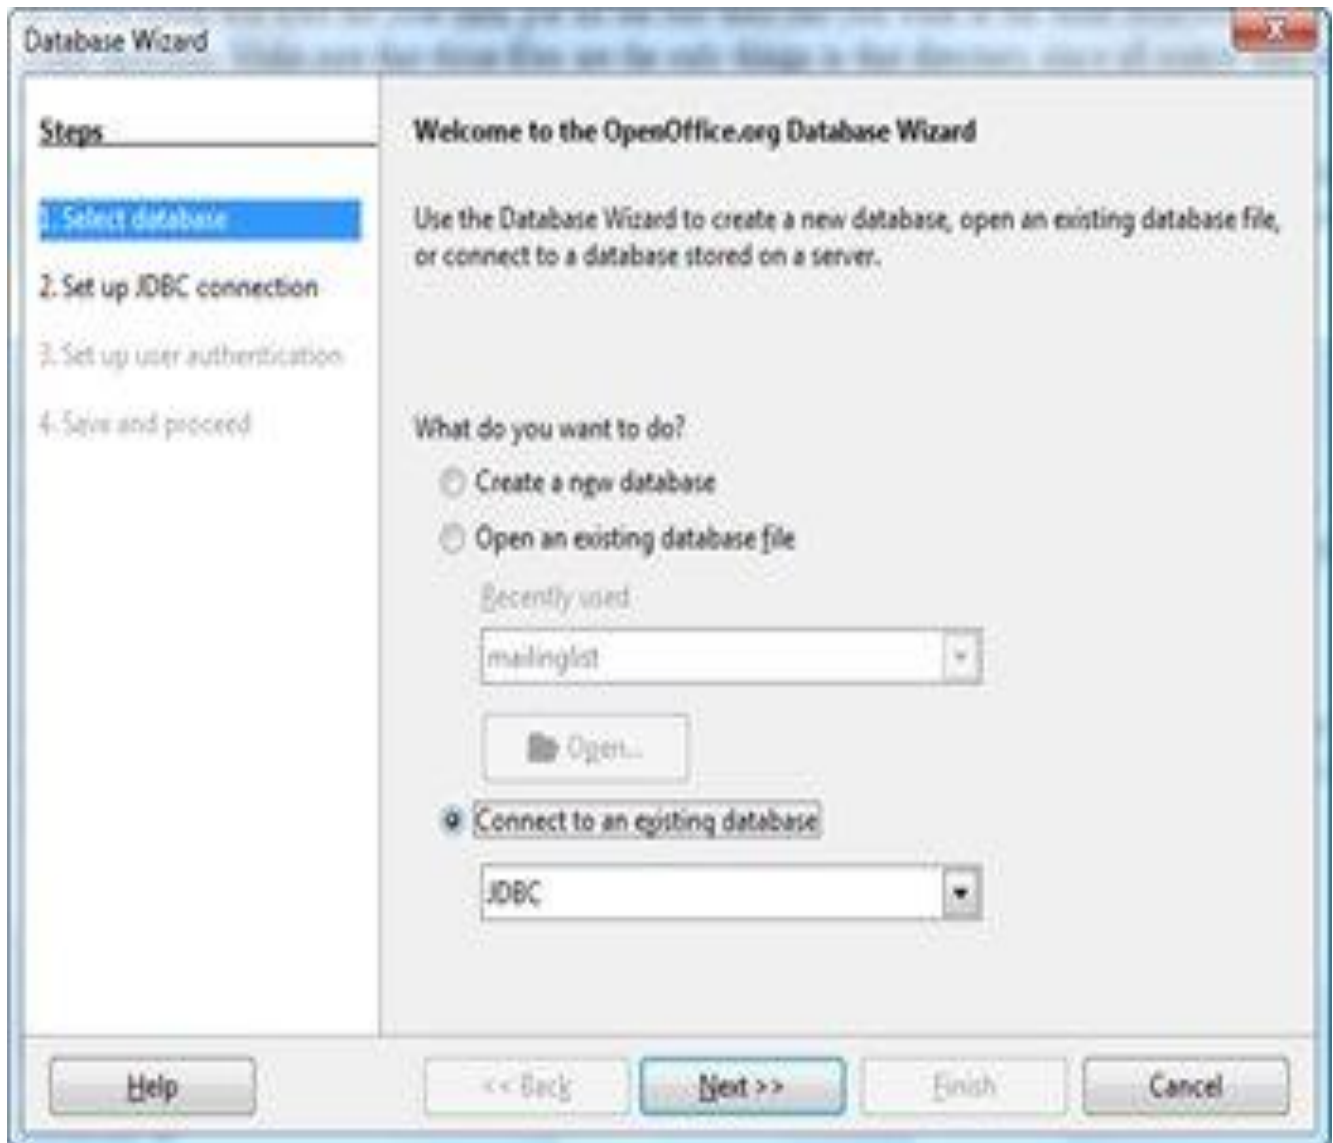 Database Wizard
Steps
1. Select database
2. Set up JDBC connection
3. Set up user authentication
4. Save and proceed
Welcome to the OpenOffice.org Database Wizard
Use the Database Wizard to create a new database, open an existing database file,
or connect to a database stored on a server.
What do you want to do?
Create a new database
Open an existing database file
Recently used
mailinglist
Open...
Connect to an existing database
JDBC
Help
<< Back
Next >>
Finish
Cancel